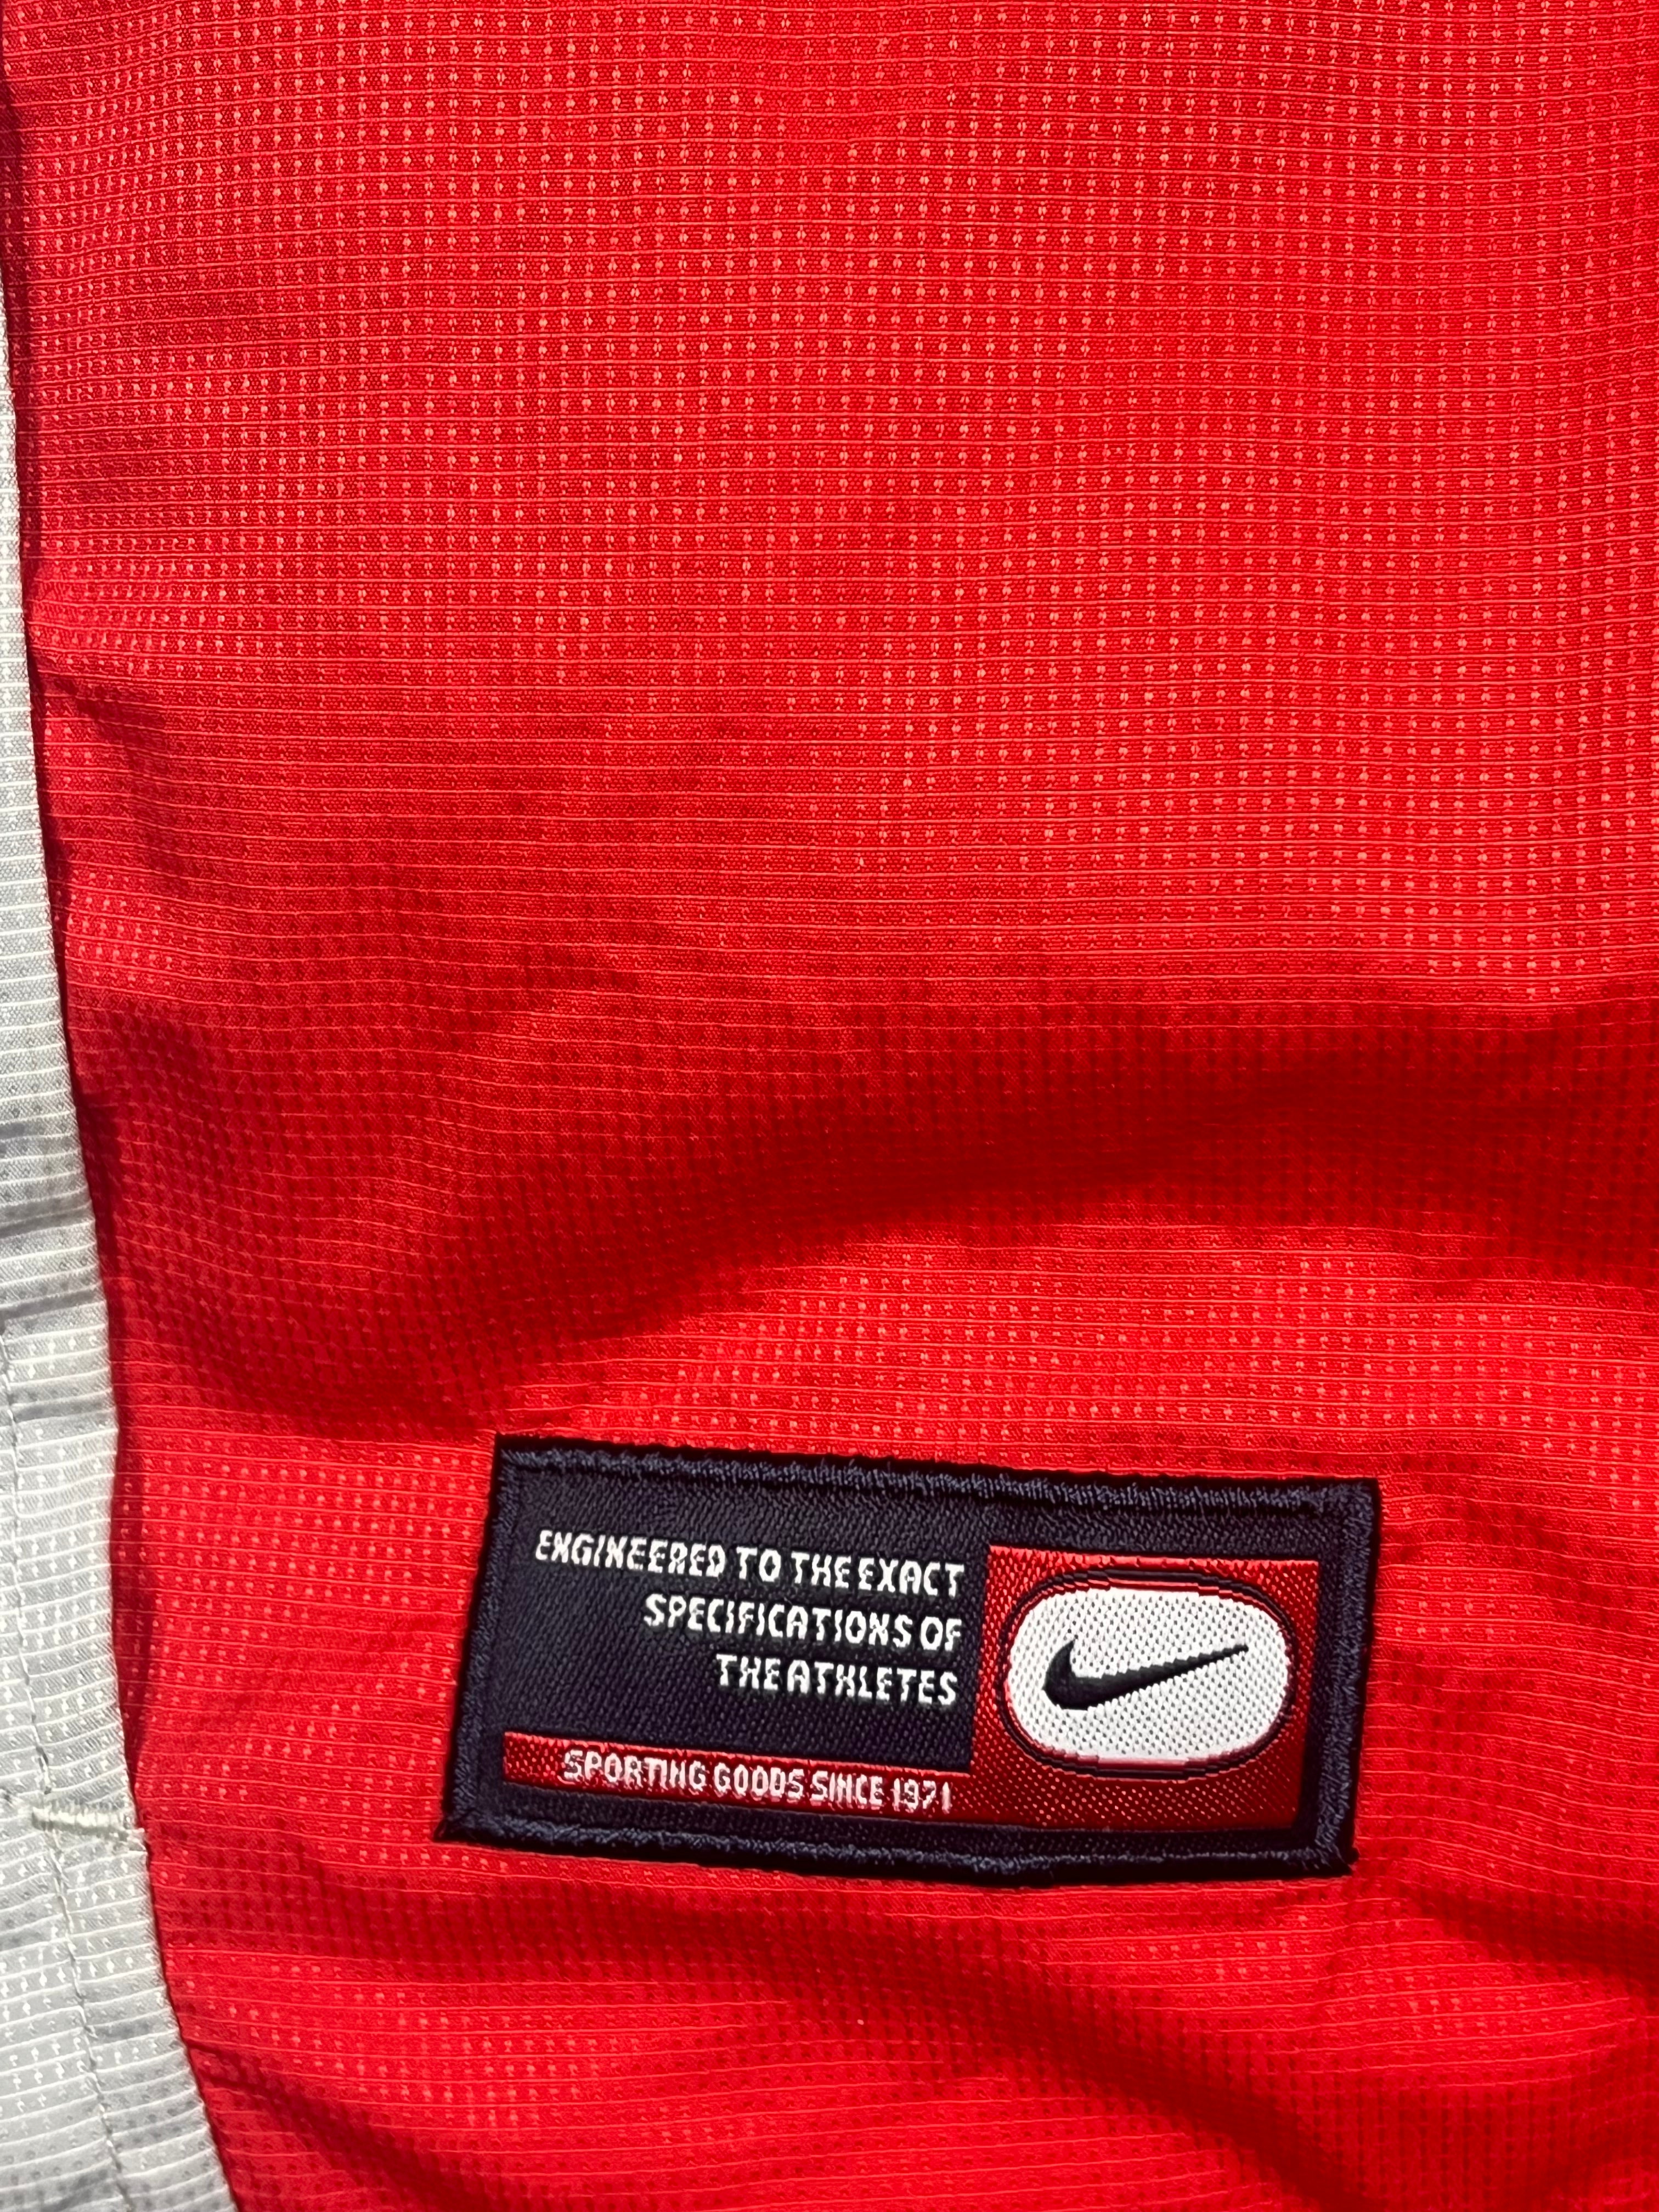 ENGINEERED TO THE EXACT
SPECIFICATIONS OF
THE ATHLETES
SPORTING GOODS SINCE 1971